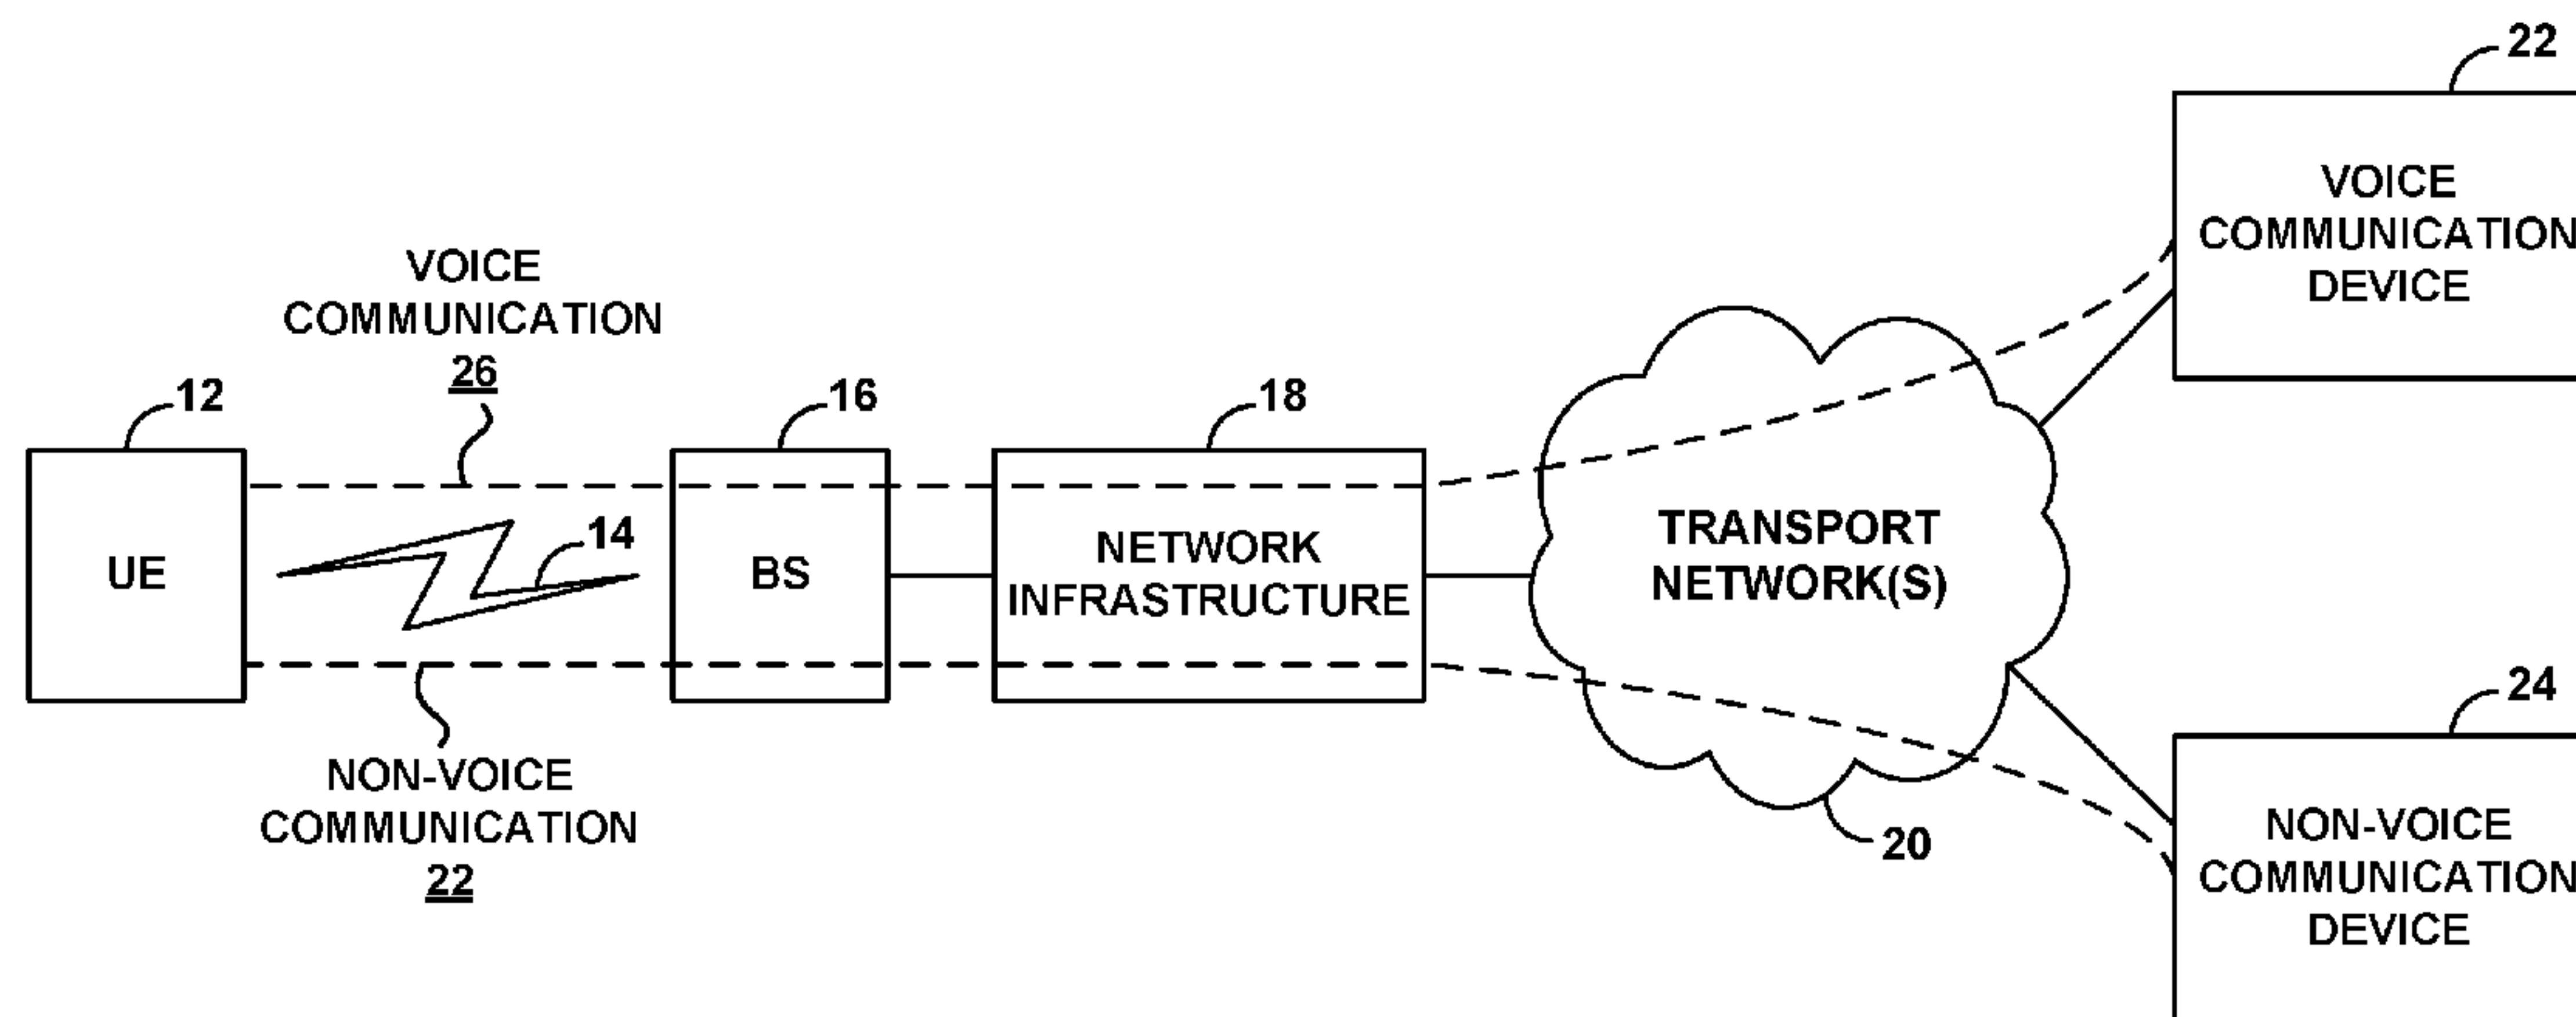 22
VOICE
COMMUNICATION
DEVICE
VOICE
COMMUNICATION
26
12
16
18
14
UE
BS
NETWORK
INFRASTRUCTURE
TRANSPORT
NETWORK(S)
24
NON-VOICE
COMMUNICATION
22
20
NON-VOICE
COMMUNICATION
DEVICE